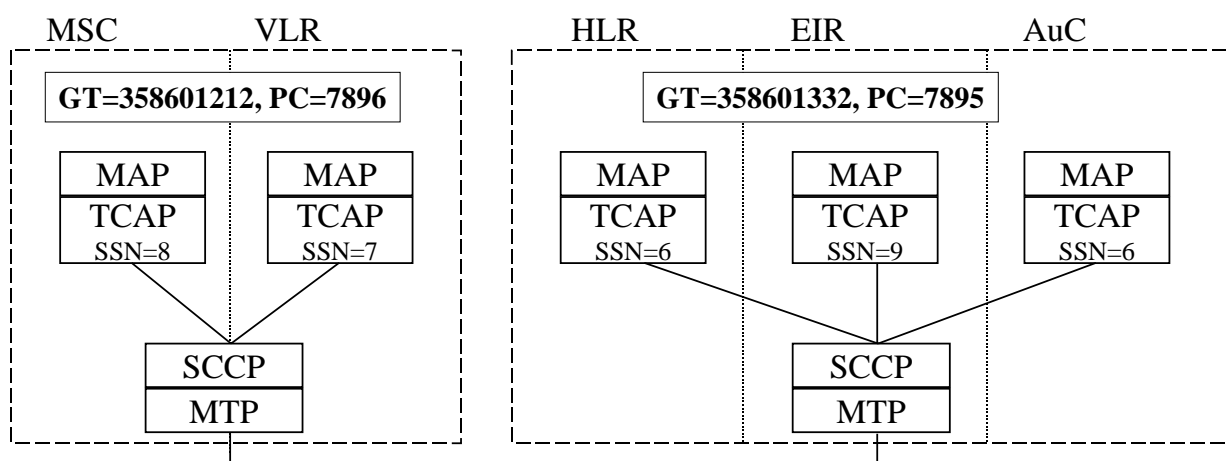 MSC VLR HLR EIR AuC
GT=358601212, PC=7896 GT=358601332, PC=7895
MAP MAP MAP MAP MAP
TCAP TCAP TCAP TCAP TCAP
SSN=8 SSN=7 SSN=6 SSN=9 SSN=6
SCCP SCCP
MTP MTP